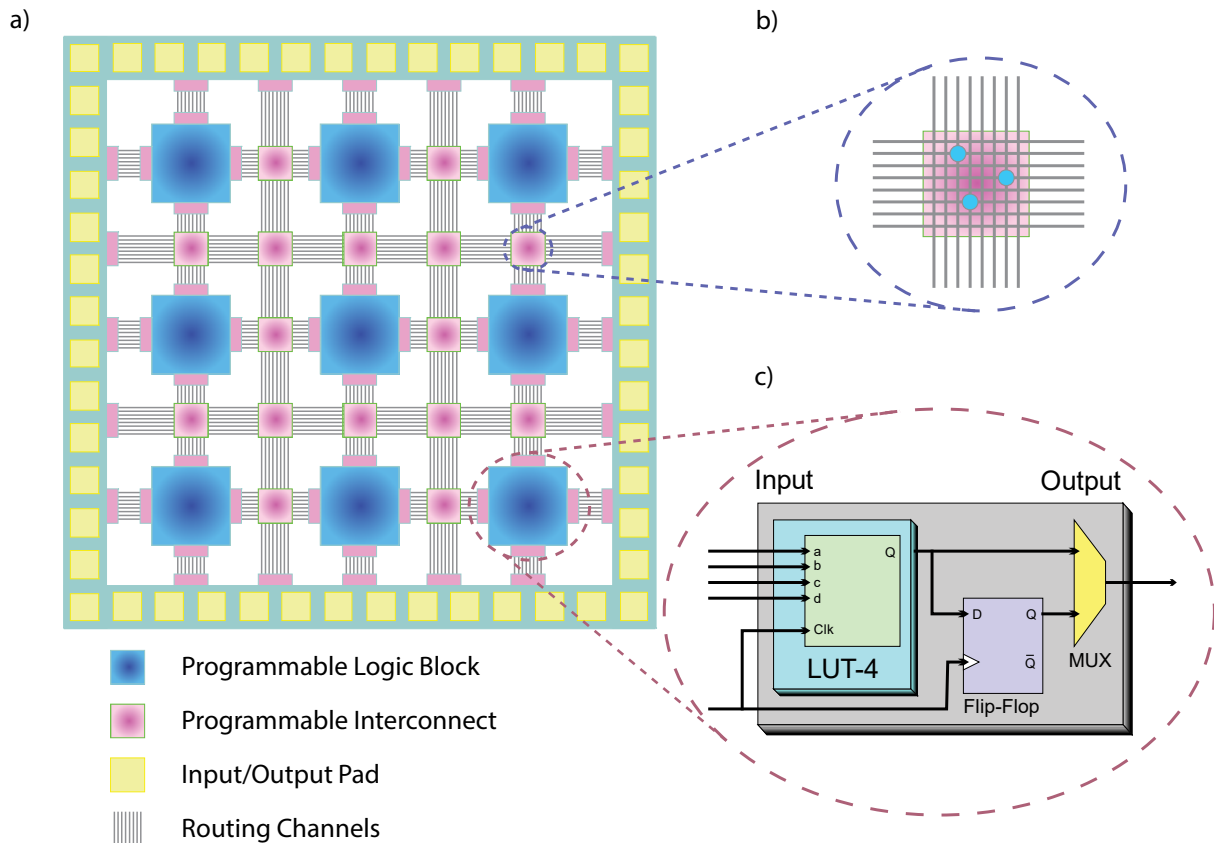 a)
b)
Programmable Logic Block
Programmable Interconnect
Input/Output Pad
Routing Channels
c)
Input
Output
a
b
c
d
Clk
Q
LUT-4
D
Q
Q̅
Flip-Flop
MUX